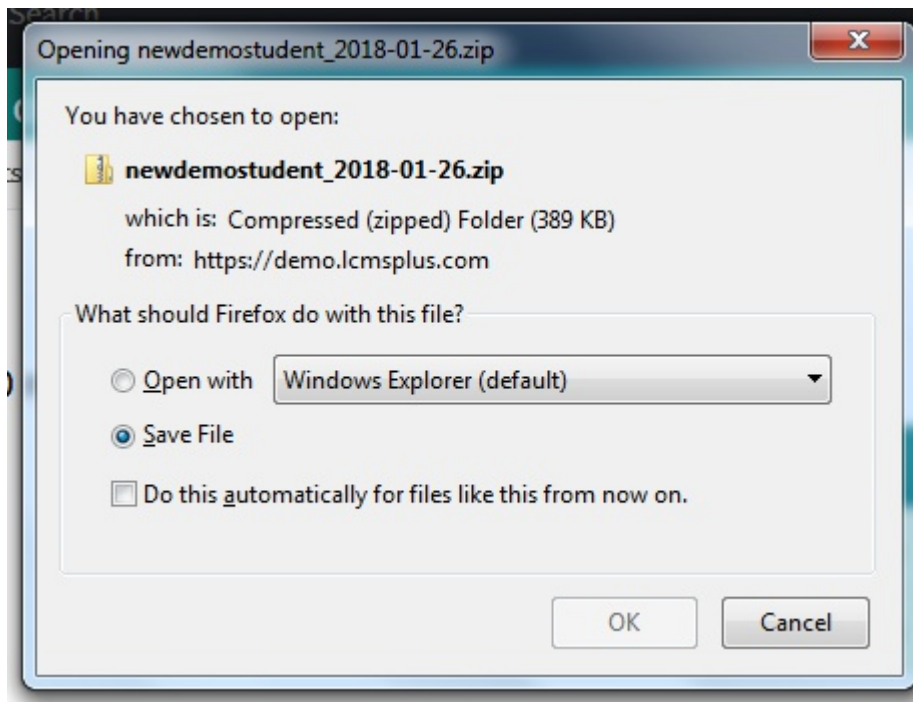 Search
Opening newdemostudent_2018-01-26.zip
You have chosen to open:
newdemostudent_2018-01-26.zip
which is: Compressed (zipped) Folder (389 KB)
from: https://demo.lcmsplus.com
What should Firefox do with this file?
Open with Windows Explorer (default)
Save File
Do this automatically for files like this from now on.
OK Cancel